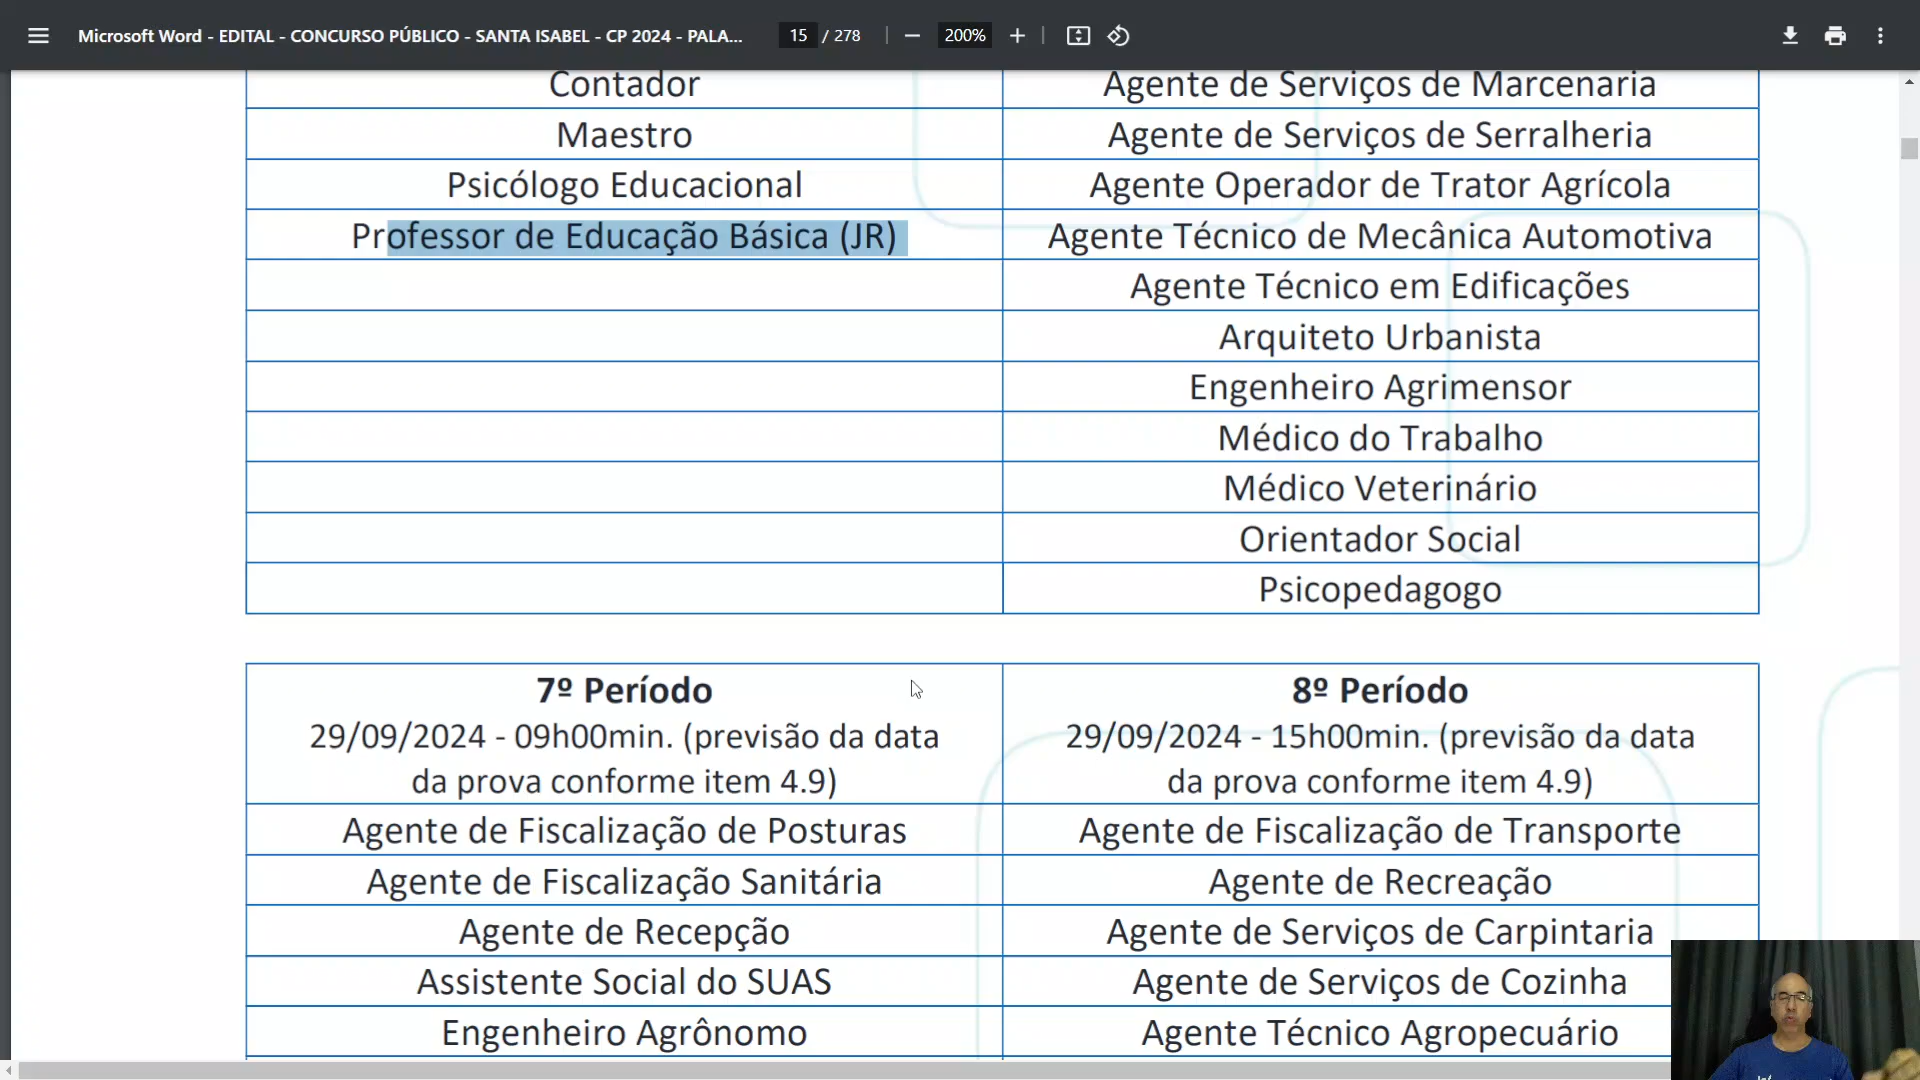 Microsoft Word - EDITAL - CONCURSO PÚBLICO - SANTA ISABEL - CP 2024 - PALA...
15 / 278
200%
Contador
Agente de Serviços de Marcenaria
Maestro
Agente de Serviços de Serralheria
Psicólogo Educacional
Agente Operador de Trator Agrícola
Professor de Educação Básica (JR)
Agente Técnico de Mecânica Automotiva
Agente Técnico em Edificações
Arquiteto Urbanista
Engenheiro Agrimensor
Médico do Trabalho
Médico Veterinário
Orientador Social
Psicopedagogo
7º Período
29/09/2024 - 09h00min. (previsão da data
da prova conforme item 4.9)
8º Período
29/09/2024 - 15h00min. (previsão da data
da prova conforme item 4.9)
Agente de Fiscalização de Posturas
Agente de Fiscalização de Transporte
Agente de Fiscalização Sanitária
Agente de Recreação
Agente de Recepção
Agente de Serviços de Carpintaria
Assistente Social do SUAS
Agente de Serviços de Cozinha
Engenheiro Agrônomo
Agente Técnico Agropecuário